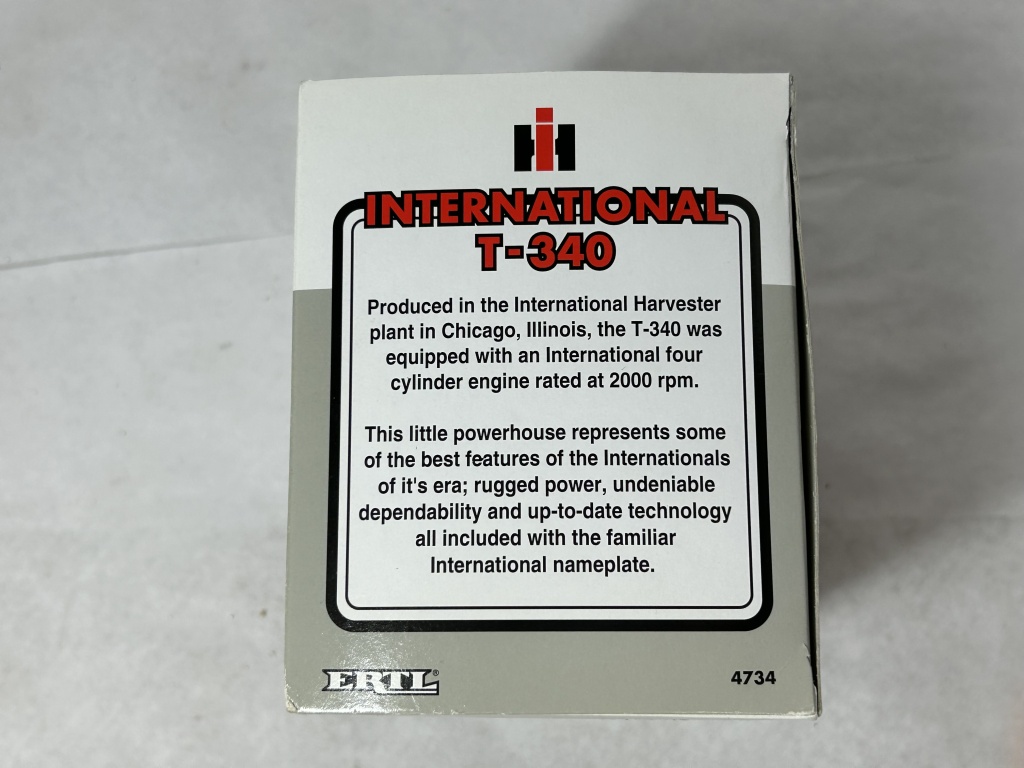 IH
INTERNATIONAL
T-340
Produced in the International Harvester
plant in Chicago, Illinois, the T-340 was
equipped with an International four
cylinder engine rated at 2000 rpm.
This little powerhouse represents some
of the best features of the Internationals
of it's era; rugged power, undeniable
dependability and up-to-date technology
all included with the familiar
International nameplate.
ERTL®
4734